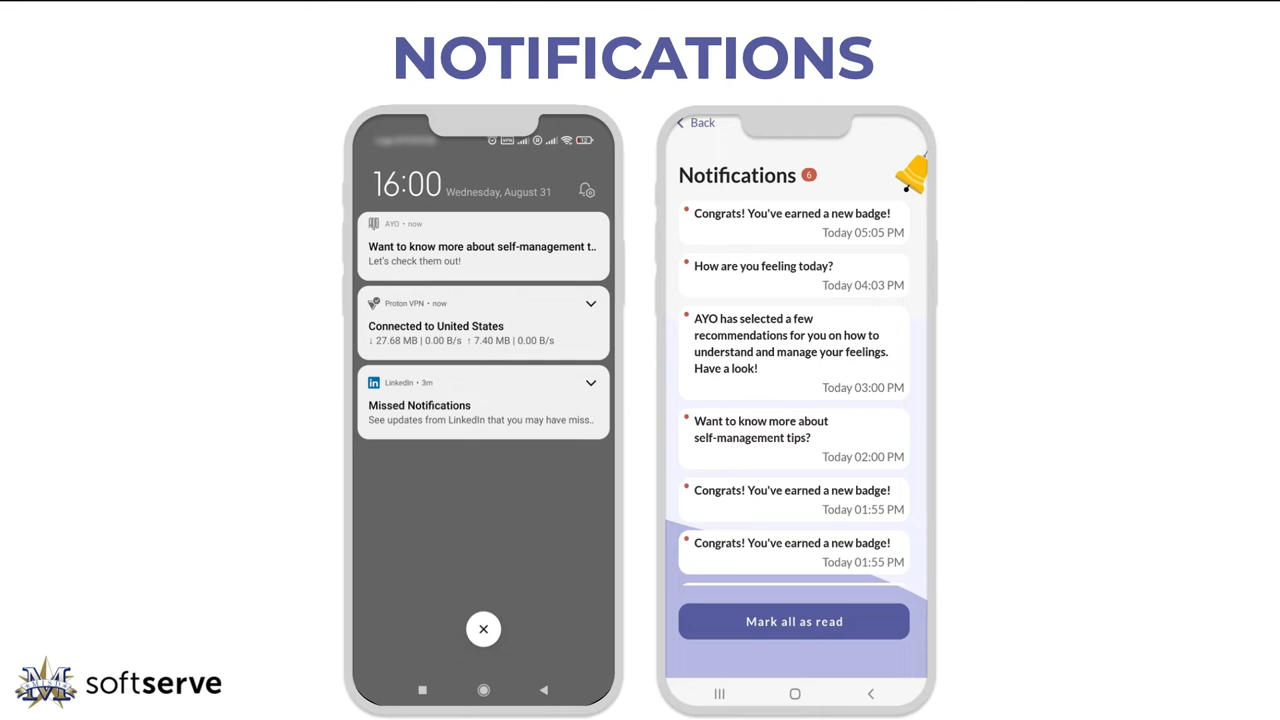 NOTIFICATIONS
16:00 Wednesday, August 31
AYO • now
Want to know more about self-management t..
Let's check them out!
Proton VPN • now
Connected to United States
↓ 27.68 MB | 0.00 B/s ↑ 7.40 MB | 0.00 B/s
LinkedIn • 3m
Missed Notifications
See updates from LinkedIn that you may have miss..
Back
Notifications 6
Congrats! You've earned a new badge!
Today 05:05 PM
How are you feeling today?
Today 04:03 PM
AYO has selected a few
recommendations for you on how to
understand and manage your feelings.
Have a look!
Today 03:00 PM
Want to know more about
self-management tips?
Today 02:00 PM
Congrats! You've earned a new badge!
Today 01:55 PM
Congrats! You've earned a new badge!
Today 01:55 PM
Mark all as read
softserve